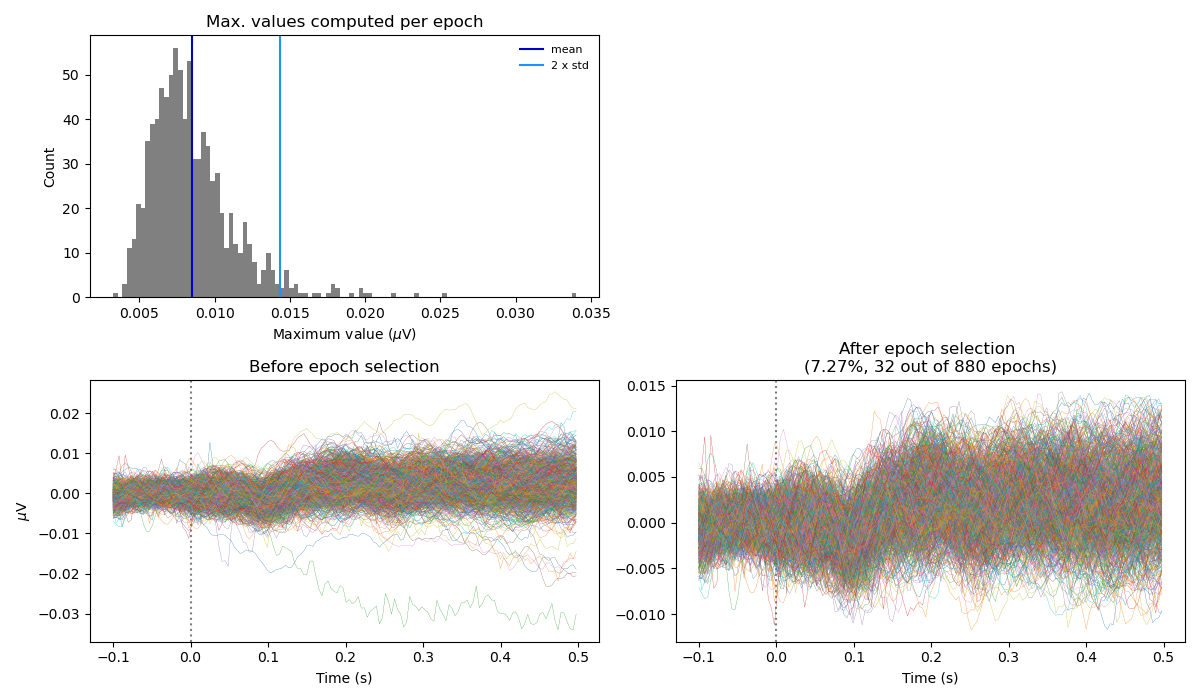 Max. values computed per epoch
mean
2 x std
Count
50
40
30
20
10
0
0.005 0.010 0.015 0.020 0.025 0.030 0.035
Maximum value (μV)
Before epoch selection
μV
0.02
0.01
0.00
−0.01
−0.02
−0.03
−0.1 0.0 0.1 0.2 0.3 0.4 0.5
Time (s)
After epoch selection
(7.27%, 32 out of 880 epochs)
0.015
0.010
0.005
0.000
−0.005
−0.010
−0.1 0.0 0.1 0.2 0.3 0.4 0.5
Time (s)